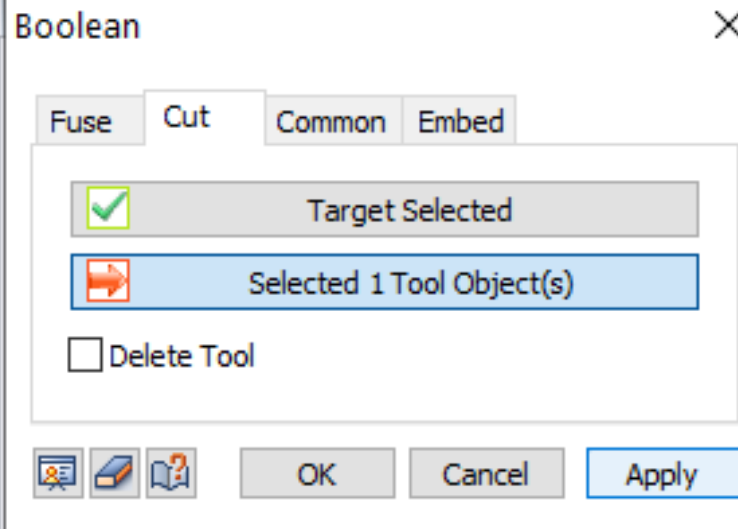 Boolean
Fuse Cut Common Embed
Target Selected
Selected 1 Tool Object(s)
Delete Tool
OK Cancel Apply